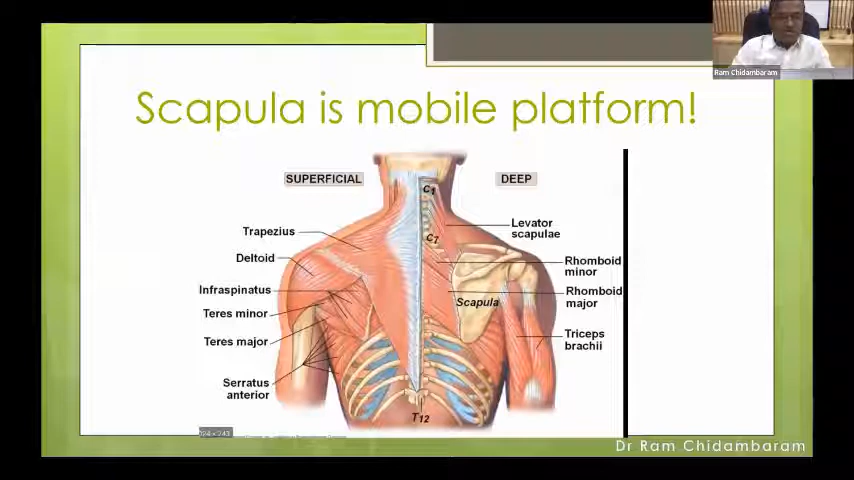 Ram Chidambaram
Scapula is mobile platform!
SUPERFICIAL
DEEP
C1
Levator
scapulae
Trapezius
C7
Deltoid
Rhomboid
minor
Infraspinatus
Rhomboid
major
Scapula
Teres minor
Teres major
Triceps
brachii
Serratus
anterior
T12
Dr Ram Chidambaram